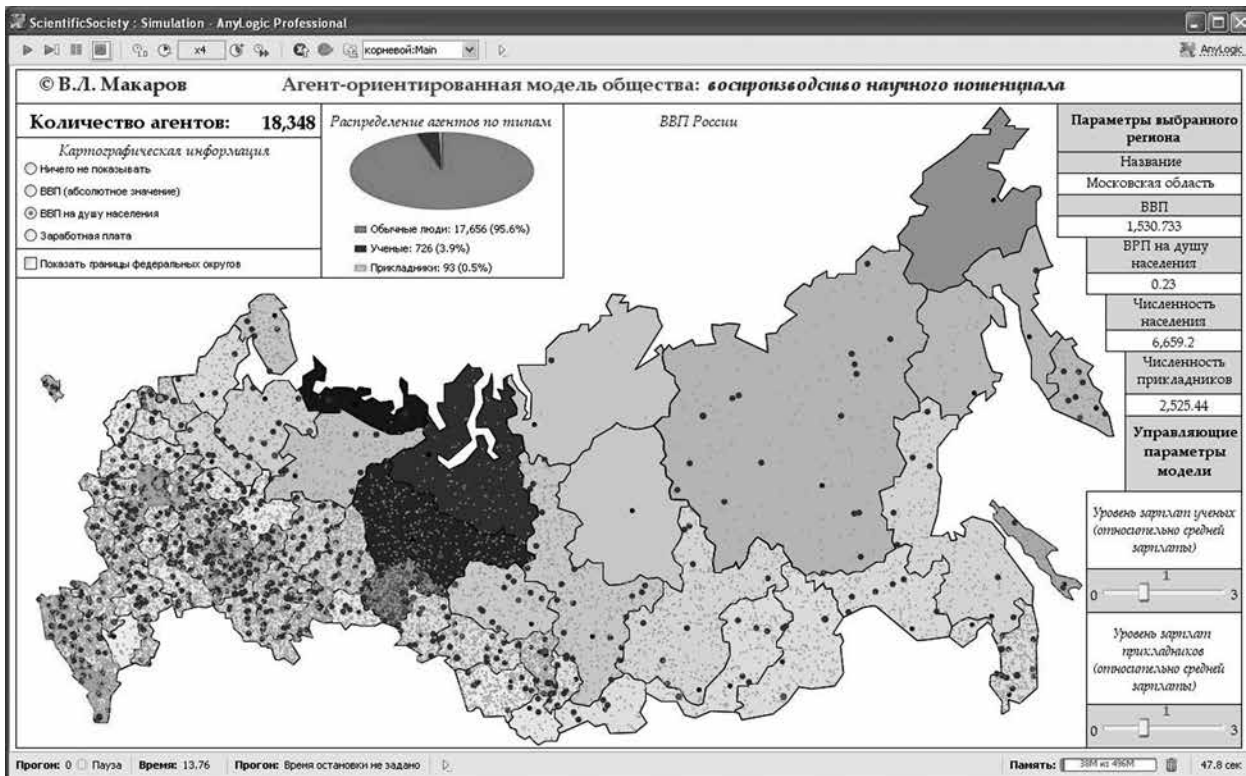 ScientificSociety : Simulation - AnyLogic Professional
x4
корневой:Main
AnyLogic
© В.Л. Макаров
Агент-ориентированная модель общества: воспроизводство научного потенциала
Количество агентов: 18,348
Картографическая информация
Ничего не показывать
ВВП (абсолютное значение)
ВВП на душу населения
Заработная плата
Показать границы федеральных округов
Распределение агентов по типам
Обычные люди: 17,656 (95.6%)
Ученые: 726 (3.9%)
Прикладники: 93 (0.5%)
ВВП России
Параметры выбранного
региона
Название
Московская область
ВВП
1,530.733
ВРП на душу
населения
0.23
Численность
населения
6,659.2
Численность
прикладников
2,525.44
Управляющие
параметры
модели
Уровень зарплат ученых
(относительно средней
зарплаты)
1
0 3
Уровень зарплат
прикладников
(относительно средней
зарплаты)
1
0 3
Прогон: 0 Пауза Время: 13.76 Прогон: Время остановки не задано Память: 38M из 496M 47.8 сек